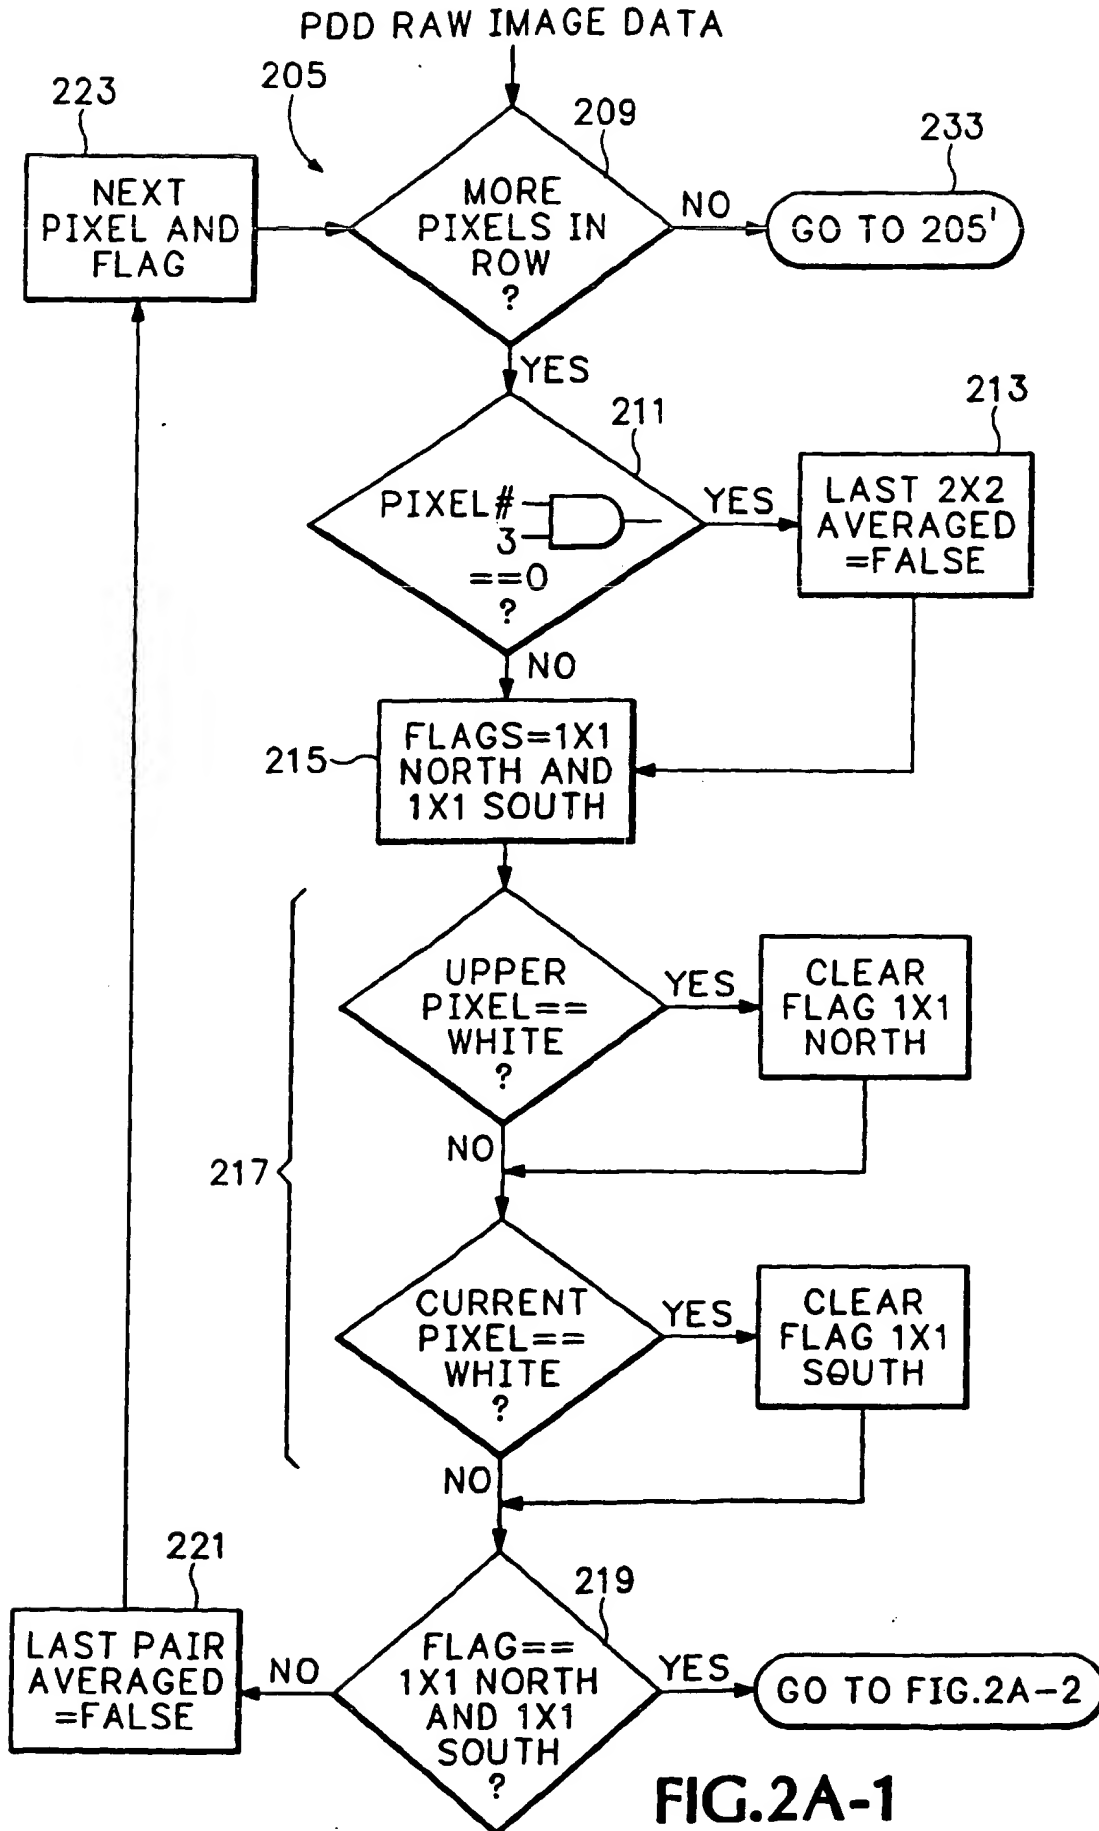 PDD RAW IMAGE DATA
223
205
209
233
NEXT
PIXEL AND
FLAG
MORE
PIXELS IN
ROW
?
NO
GO TO 205'
YES
211
213
PIXEL#
3
==0
?
YES
LAST 2X2
AVERAGED
=FALSE
NO
215
FLAGS=1X1
NORTH AND
1X1 SOUTH
UPPER
PIXEL==
WHITE
?
YES
CLEAR
FLAG 1X1
NORTH
NO
217
CURRENT
PIXEL==
WHITE
?
YES
CLEAR
FLAG 1X1
SOUTH
NO
221
219
LAST PAIR
AVERAGED
=FALSE
NO
FLAG==
1X1 NORTH
AND 1X1
SOUTH
?
YES
GO TO FIG.2A-2
FIG.2A-1